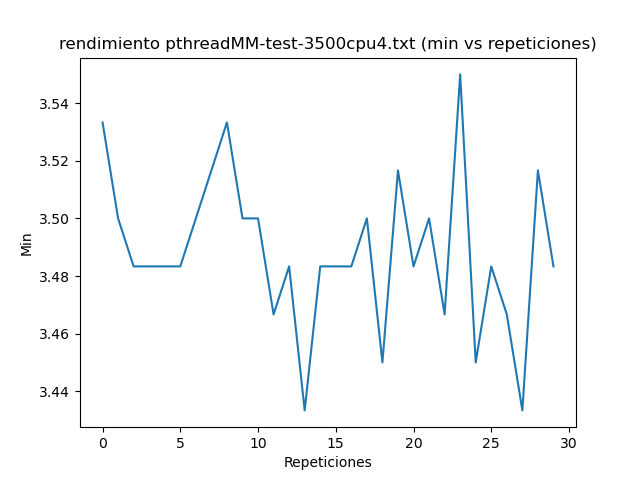 rendimiento pthreadMM-test-3500cpu4.txt (min vs repeticiones)
3.54
3.52
3.50
3.48
3.46
3.44
Min
0 5 10 15 20 25 30
Repeticiones